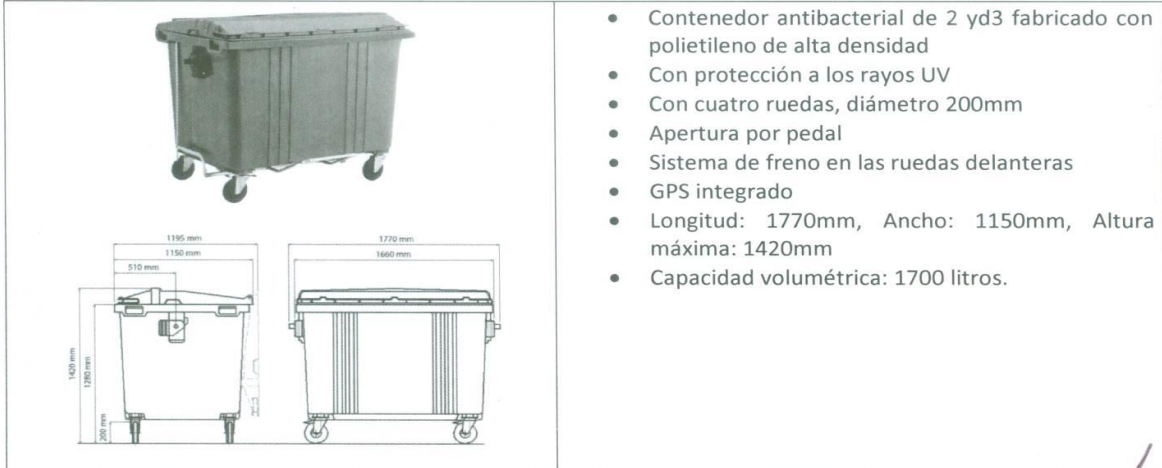 • Contenedor antibacterial de 2 yd3 fabricado con
polietileno de alta densidad
• Con protección a los rayos UV
• Con cuatro ruedas, diámetro 200mm
• Apertura por pedal
• Sistema de freno en las ruedas delanteras
• GPS integrado
• Longitud: 1770mm, Ancho: 1150mm, Altura
máxima: 1420mm
• Capacidad volumétrica: 1700 litros.
1195 mm
1150 mm
510 mm
1420 mm
1280 mm
200 mm
1770 mm
1660 mm